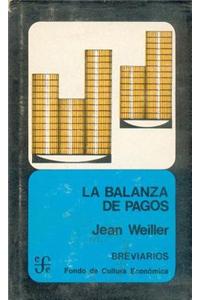 LA BALANZA
DE PAGOS
Jean Weiller
BREVIARIOS
Fondo de Cultura Económica